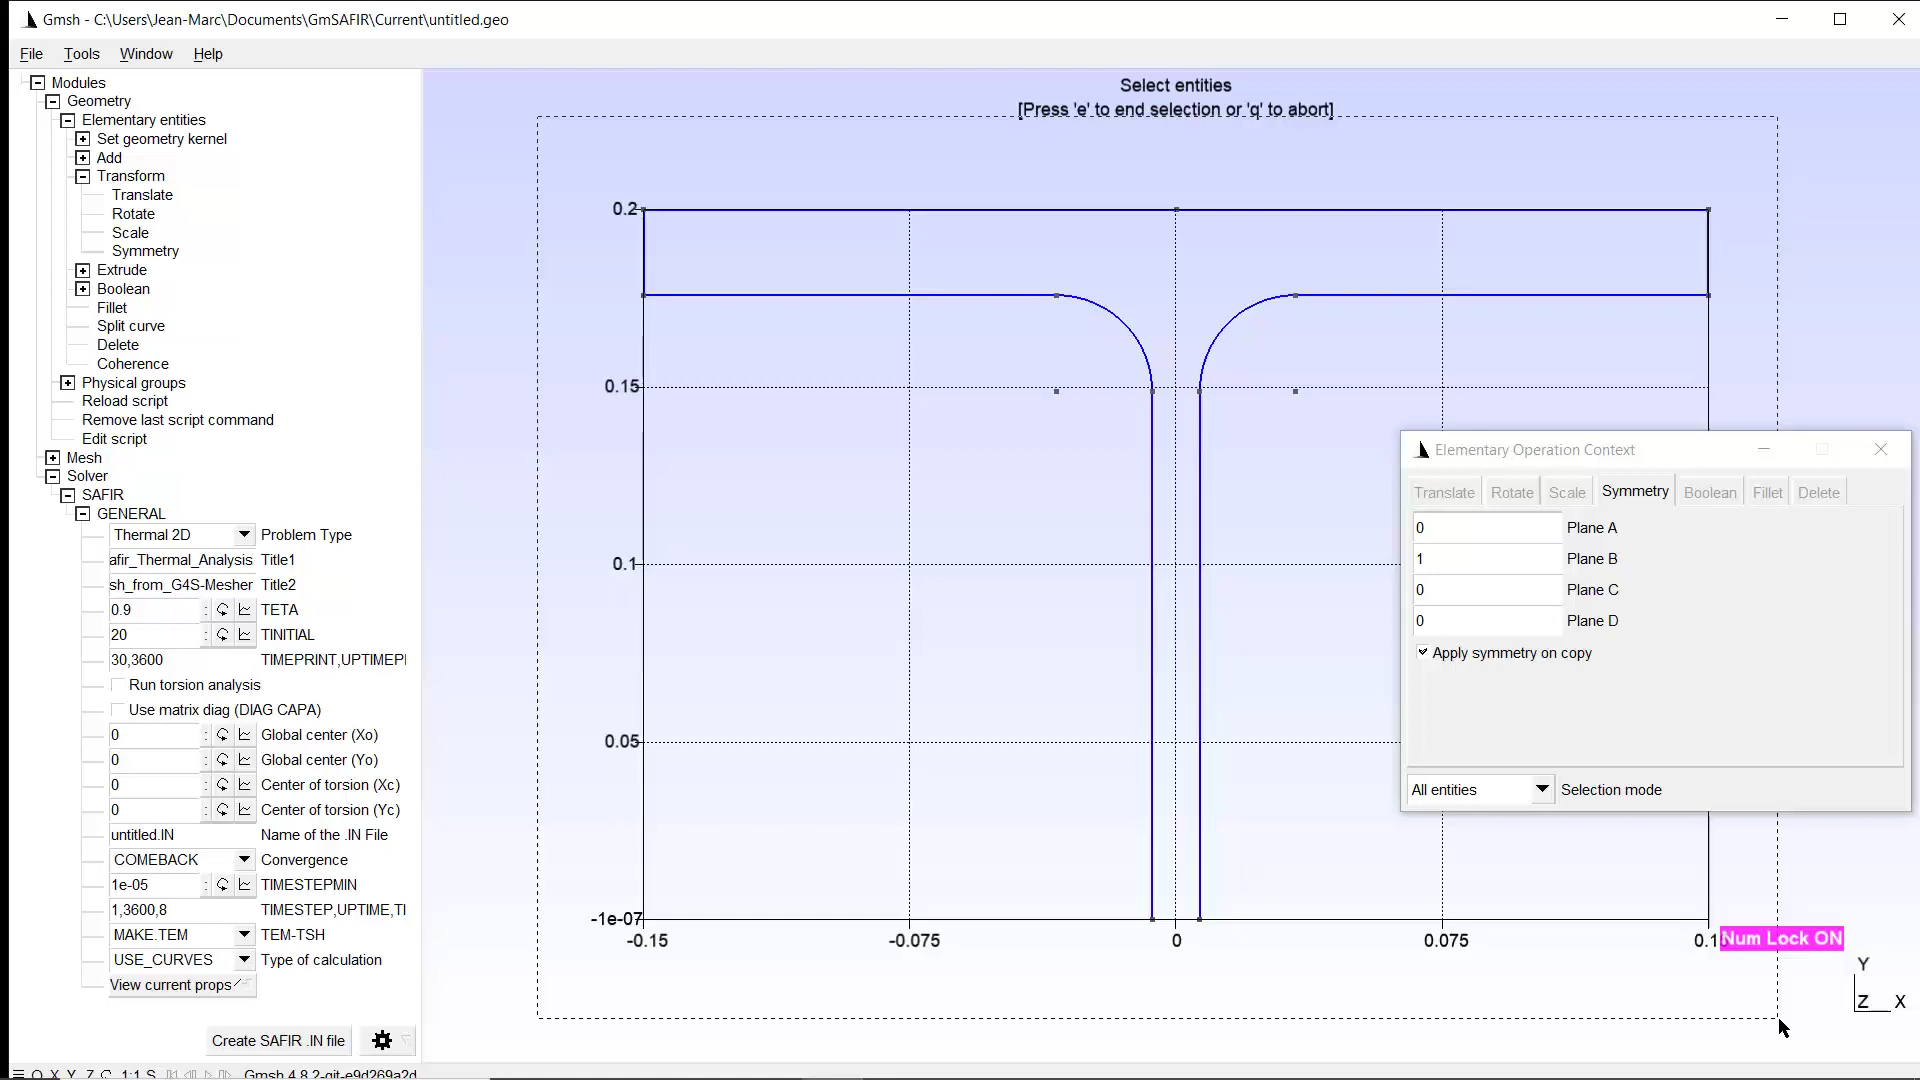 Gmsh - C:\Users\Jean-Marc\Documents\GmSAFIR\Current\untitled.geo
File Tools Window Help
Modules
Geometry
Elementary entities
Set geometry kernel
Add
Transform
Translate
Rotate
Scale
Symmetry
Extrude
Boolean
Fillet
Split curve
Delete
Coherence
Physical groups
Reload script
Remove last script command
Edit script
Mesh
Solver
SAFIR
GENERAL
Thermal 2D Problem Type
afir_Thermal_Analysis Title1
sh_from_G4S-Mesher Title2
0.9 : TETA
20 : TINITIAL
30,3600 TIMEPRINT,UPTIMEPI
Run torsion analysis
Use matrix diag (DIAG CAPA)
0 : Global center (Xo)
0 : Global center (Yo)
0 : Center of torsion (Xc)
0 : Center of torsion (Yc)
untitled.IN Name of the .IN File
COMEBACK Convergence
1e-05 : TIMESTEPMIN
1,3600,8 TIMESTEP,UPTIME,TI
MAKE.TEM TEM-TSH
USE_CURVES Type of calculation
View current props
Create SAFIR .IN file
O X Y Z 1:1 S Gmsh 4.8.2-git-e9d269a2d
Select entities
[Press 'e' to end selection or 'q' to abort]
0.2
0.15
0.1
0.05
-1e-07
-0.15 -0.075 0 0.075 0.1
Num Lock ON
Y
Z X
Elementary Operation Context
Translate Rotate Scale Symmetry Boolean Fillet Delete
0 Plane A
1 Plane B
0 Plane C
0 Plane D
Apply symmetry on copy
All entities Selection mode